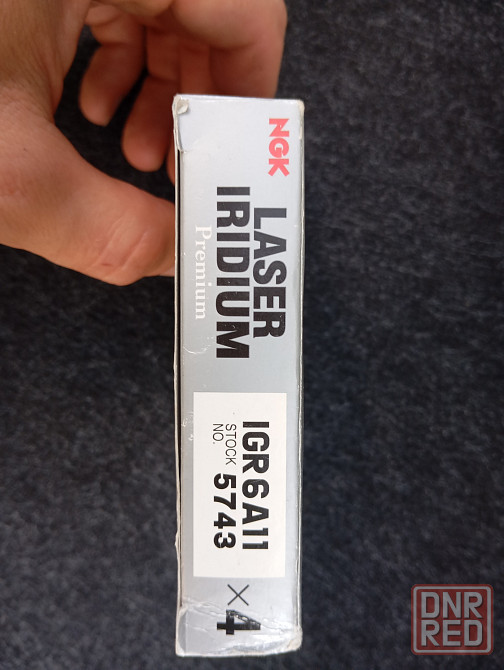 NGK
LASER
IRIDIUM
Premium
IGR6A11
STOCK
NO. 5743
×4
DNR
RED